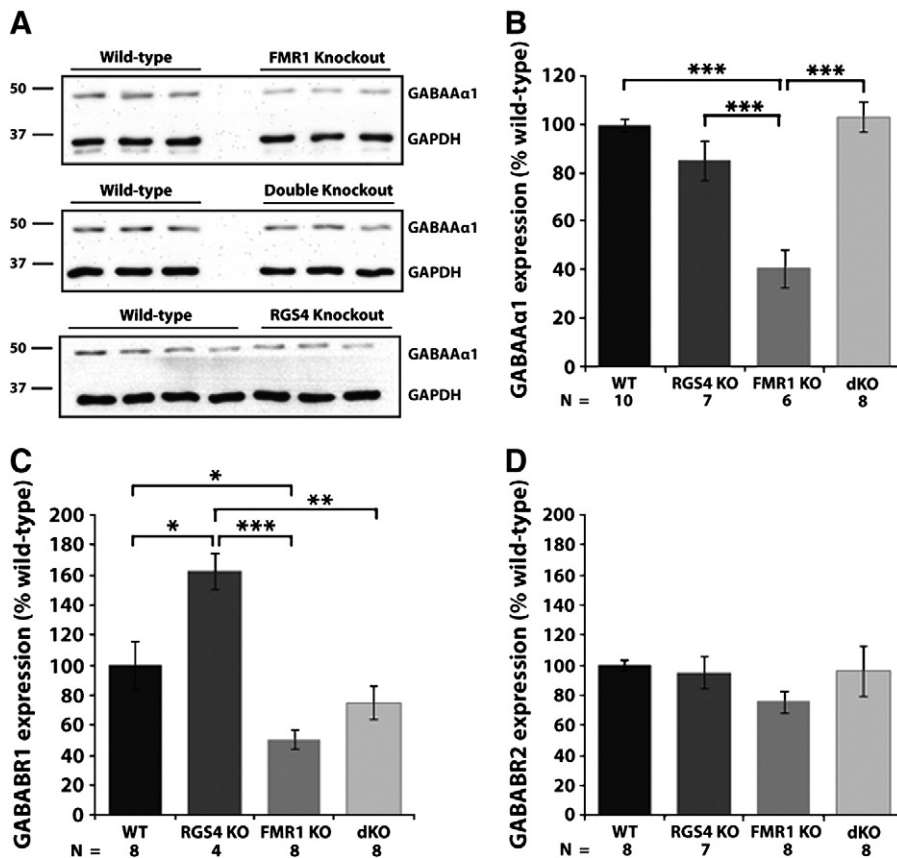 A
Wild-type FMR1 Knockout
50 GABAAα1
37 GAPDH
Wild-type Double Knockout
50 GABAAα1
37 GAPDH
Wild-type RGS4 Knockout
50 GABAAα1
37 GAPDH
B
GABAAα1 expression (% wild-type)
120
100
80
60
40
20
0
*** ***
***
WT RGS4 KO FMR1 KO dKO
N = 10 7 6 8
C
GABABR1 expression (% wild-type)
200
180
160
140
120
100
80
60
40
20
0
*
**
* ***
WT RGS4 KO FMR1 KO dKO
N = 8 4 8 8
D
GABABR2 expression (% wild-type)
200
180
160
140
120
100
80
60
40
20
0
WT RGS4 KO FMR1 KO dKO
N = 8 7 8 8